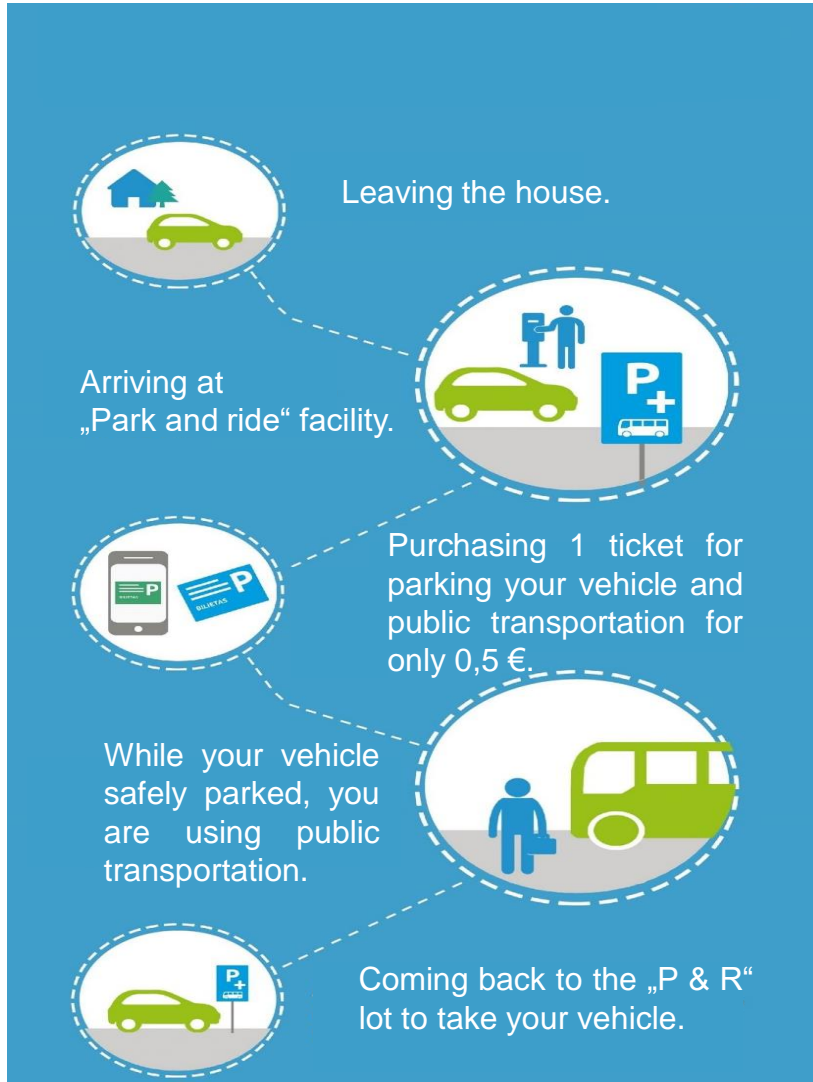 Leaving the house.
P
+
Arriving at
„Park and ride“ facility.
P
BILIETAS
P
BILIETAS
Purchasing 1 ticket for
parking your vehicle and
public transportation for
only 0,5 €.
While your vehicle
safely parked, you
are using public
transportation.
P
+
Coming back to the „P & R“
lot to take your vehicle.